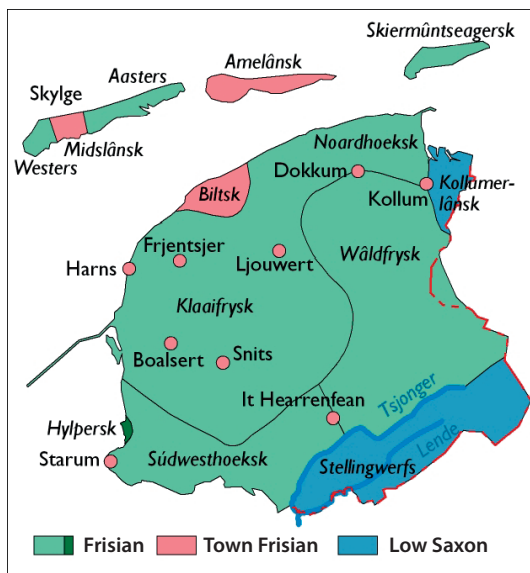 Skiermûntseagersk
Amelânsk
Aasters
Skylge
Midslânsk
Westers
Noardhoeksk
Dokkum
Kollum
Kollumer-
lânsk
Biltsk
Wâldfrysk
Frjentsjer
Ljouwert
Harns
Klaaifrysk
Boalsert
Snits
It Hearrenfean
Tsjonger
Hylpersk
Lende
Starum
Súdwesthoeksk
Stellingwerfs
Frisian
Town Frisian
Low Saxon